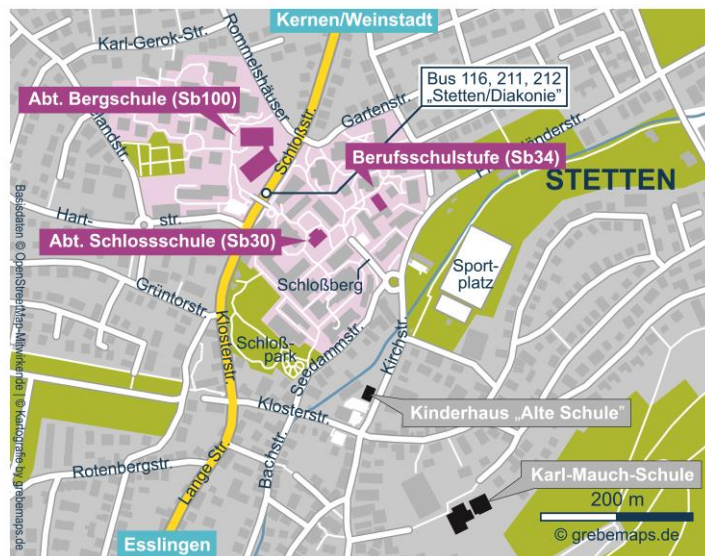 Kernen/Weinstadt
Karl-Gerok-Str.
Rommelshäuser
Bus 116, 211, 212
„Stetten/Diakonie”
Abt. Bergschule (Sb100)
Schloßstr.
Gartenstr.
Berufsschulstufe (Sb34)
STETTEN
Hart-
str.
Abt. Schlossschule (Sb30)
Sport-
platz
Schloßberg
Grüntorstr.
Klosterstr.
Schloß-
park
Seedammstr.
Kirchstr.
Klosterstr.
Kinderhaus „Alte Schule”
Rotenbergstr.
Lange Str.
Bachstr.
Karl-Mauch-Schule
200 m
Esslingen
© grebemaps.de
Basisdaten © OpenStreetMap-Mitwirkende | © Kartografie by grebemaps.de